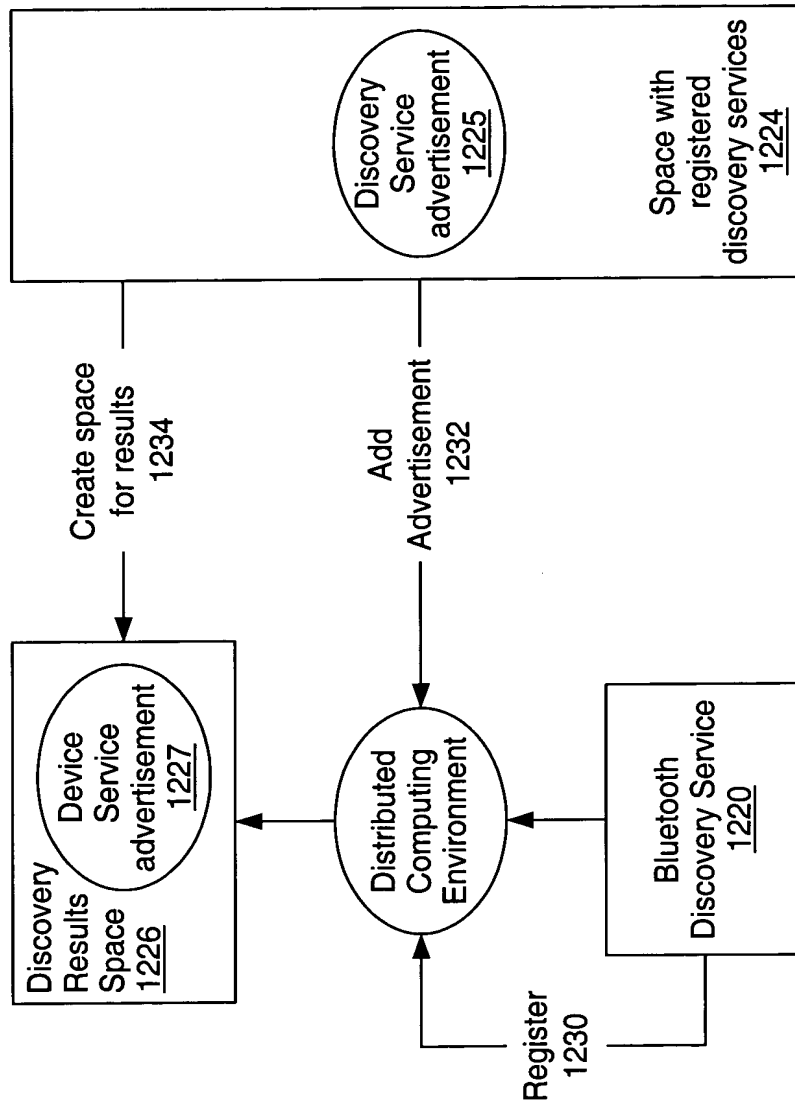 Discovery
Results
Space
1226
Device
Service
advertisement
1227
Create space
for results
1234
Distributed
Computing
Environment
Add
Advertisement
1232
Discovery
Service
advertisement
1225
Register
1230
Bluetooth
Discovery Service
1220
Space with
registered
discovery services
1224